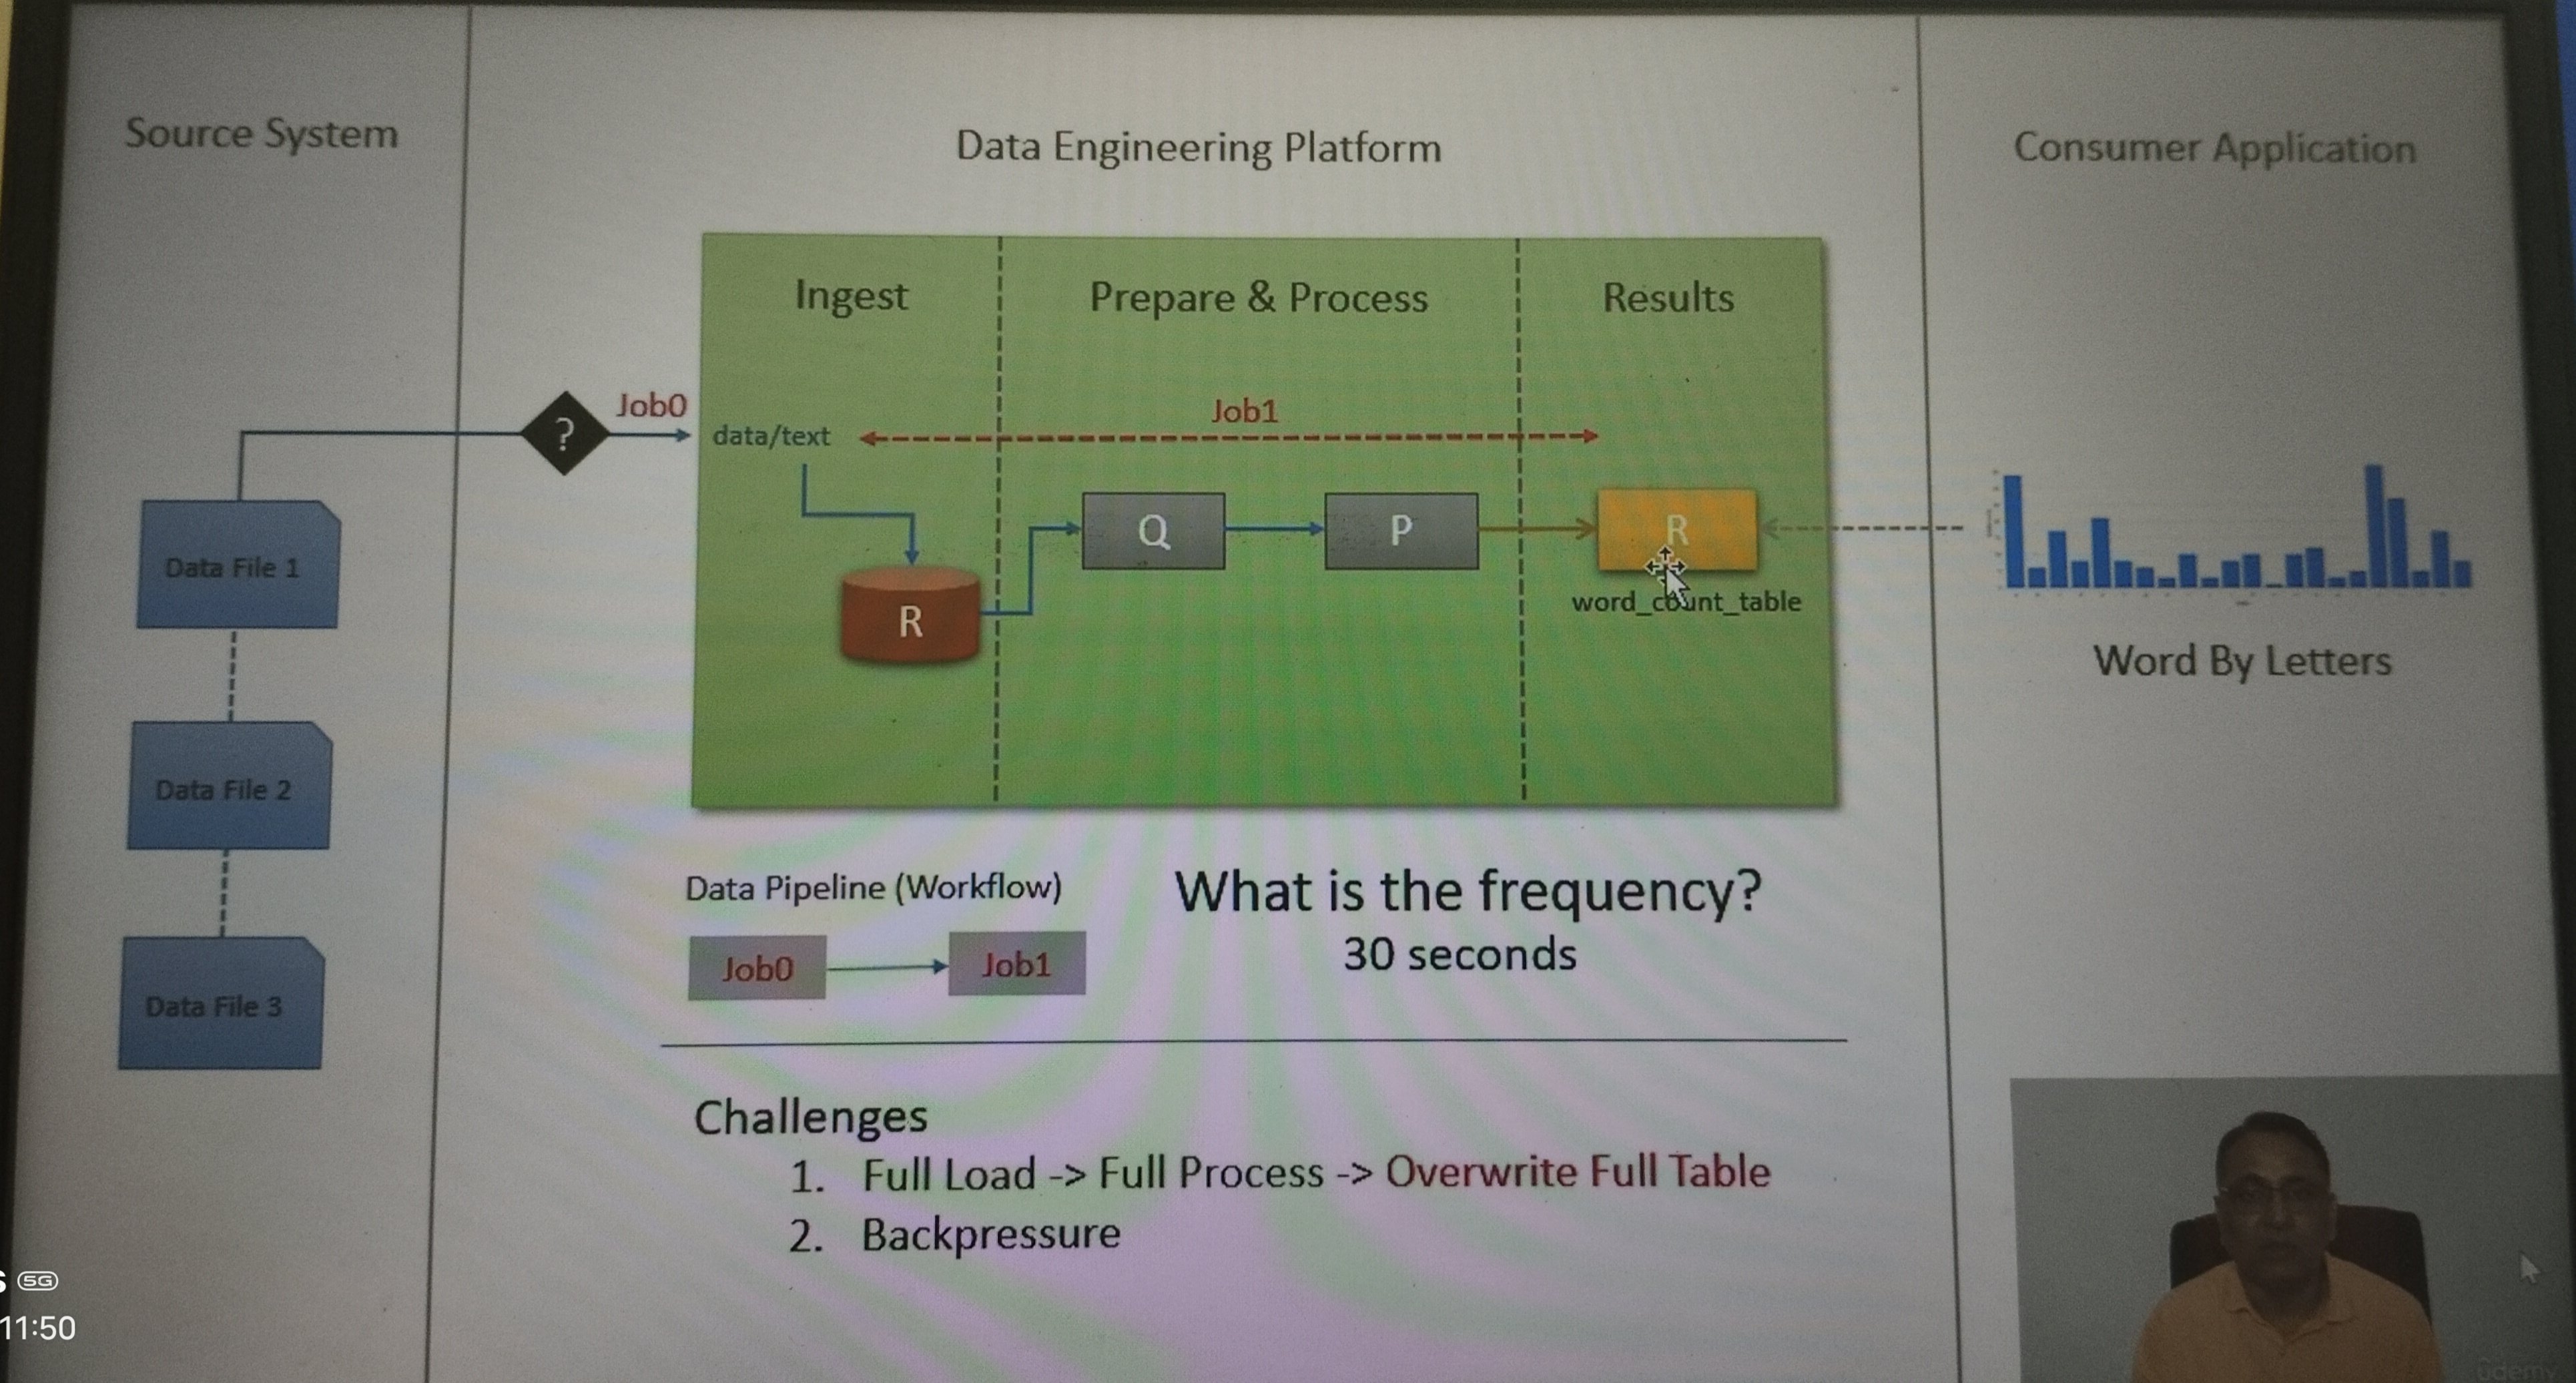 Source System
Data Engineering Platform
Consumer Application
Ingest
Prepare & Process
Results
Job0
?
data/text
Job1
Q
P
R
R
word_count_table
Data File 1
Data File 2
Data File 3
Word By Letters
Data Pipeline (Workflow)
Job0
Job1
What is the frequency?
30 seconds
Challenges
1. Full Load -> Full Process -> Overwrite Full Table
2. Backpressure
5G
11:50
udemy